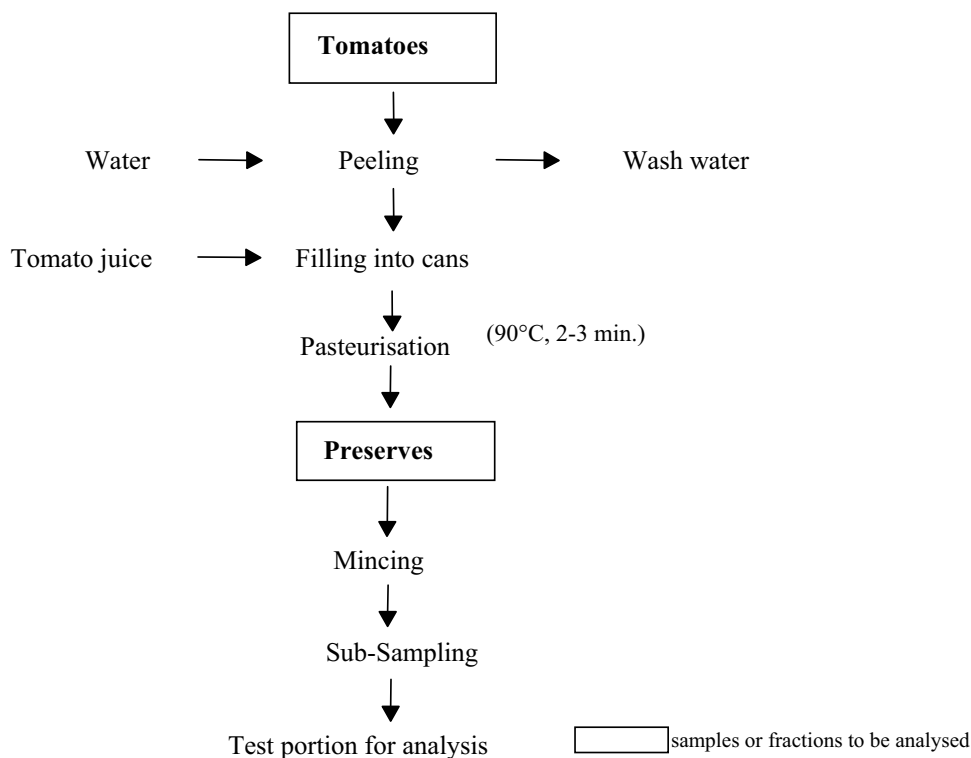 Tomatoes
Water
Peeling
Wash water
Tomato juice
Filling into cans
Pasteurisation
(90°C, 2-3 min.)
Preserves
Mincing
Sub-Sampling
Test portion for analysis
samples or fractions to be analysed